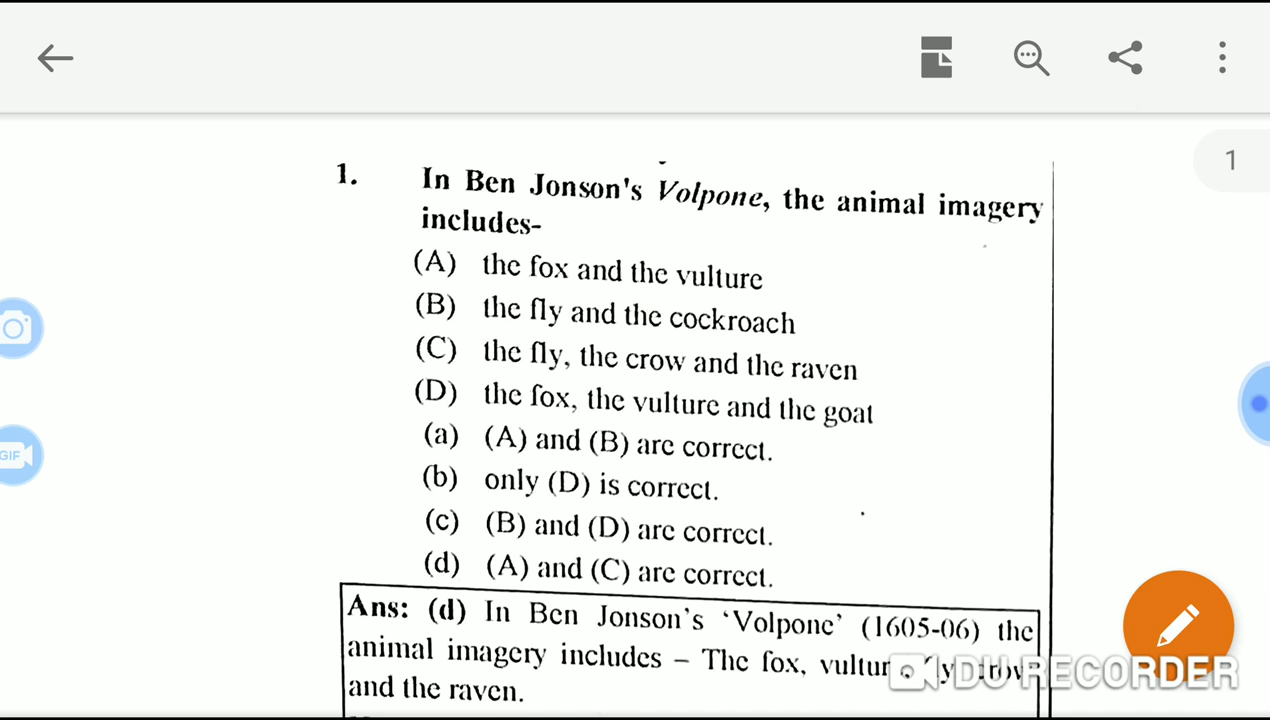 1
1. In Ben Jonson's Volpone, the animal imagery
includes-
(A) the fox and the vulture
(B) the fly and the cockroach
(C) the fly, the crow and the raven
(D) the fox, the vulture and the goat
(a) (A) and (B) are correct.
(b) only (D) is correct.
(c) (B) and (D) are correct.
(d) (A) and (C) are correct.
Ans: (d) In Ben Jonson's ‘Volpone’ (1605-06) the
animal imagery includes – The fox,
and the raven.
GIF
DU RECORDER